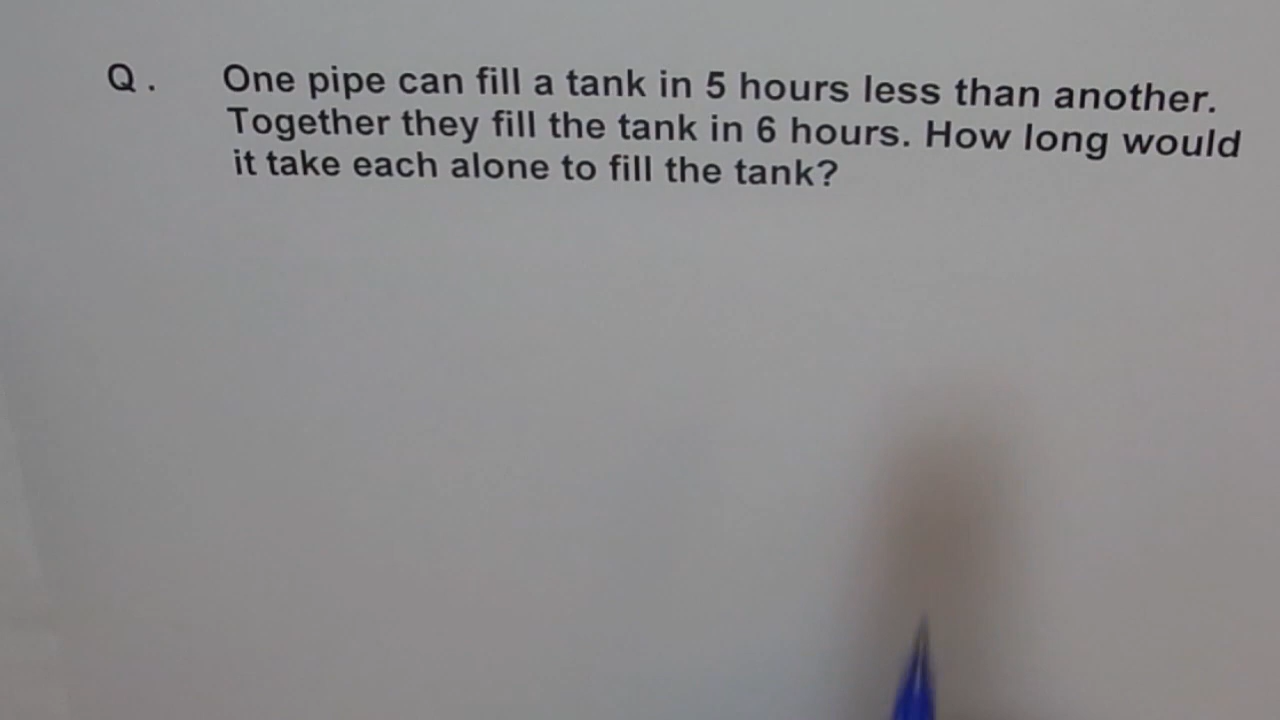 Q. One pipe can fill a tank in 5 hours less than another.
Together they fill the tank in 6 hours. How long would
it take each alone to fill the tank?